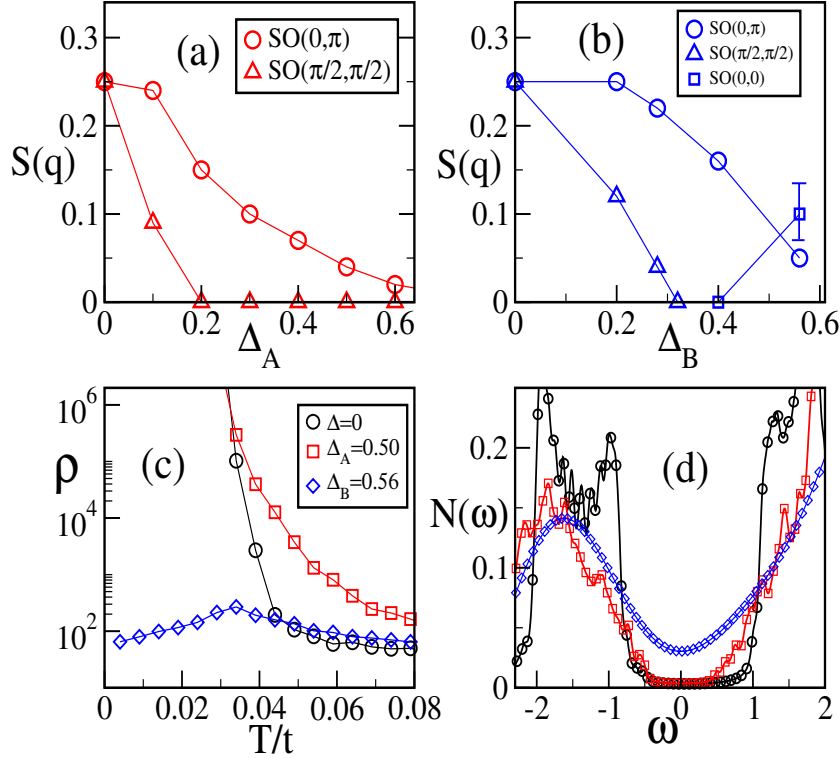 (a)
SO(0,π)
SO(π/2,π/2)
S(q)
0.3
0.2
0.1
0
0 0.2 0.4 0.6
Δ_A
(b)
SO(0,π)
SO(π/2,π/2)
SO(0,0)
S(q)
0.3
0.2
0.1
0
0 0.2 0.4 0.6
Δ_B
(c)
Δ=0
Δ_A=0.50
Δ_B=0.56
ρ
10^6
10^4
10^2
0 0.02 0.04 0.06 0.08
T/t
(d)
N(ω)
0.2
0.1
0
-2 -1 0 1 2
ω